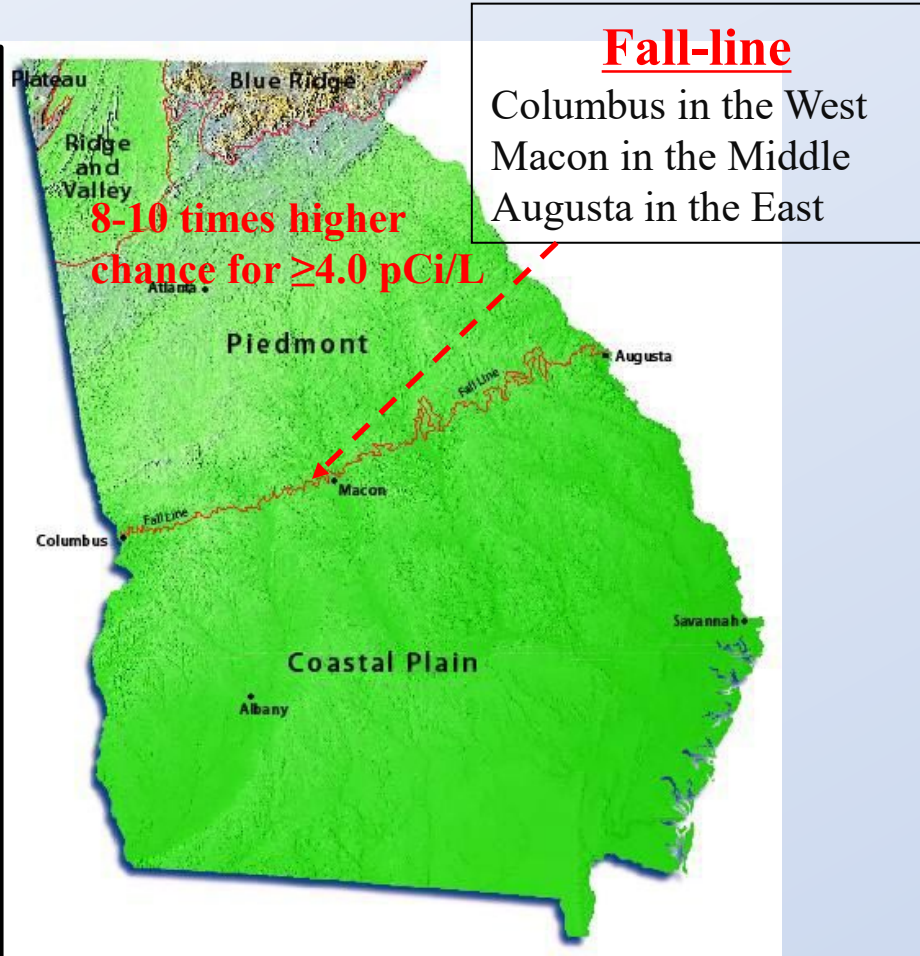 Fall-line
Columbus in the West
Macon in the Middle
Augusta in the East
Plateau
Blue Ridge
Ridge
and
Valley
8-10 times higher
chance for ≥4.0 pCi/L
Atlanta
Piedmont
Augusta
Fall Line
Macon
Fall Line
Columbus
Savannah
Coastal Plain
Albany